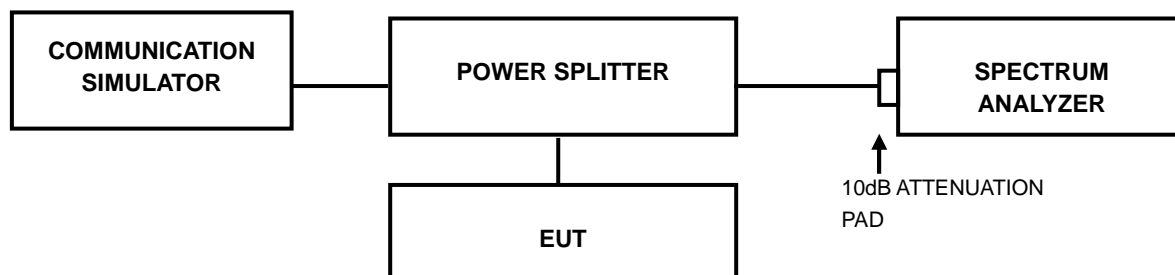 COMMUNICATION
SIMULATOR
POWER SPLITTER
SPECTRUM
ANALYZER
10dB ATTENUATION
PAD
EUT